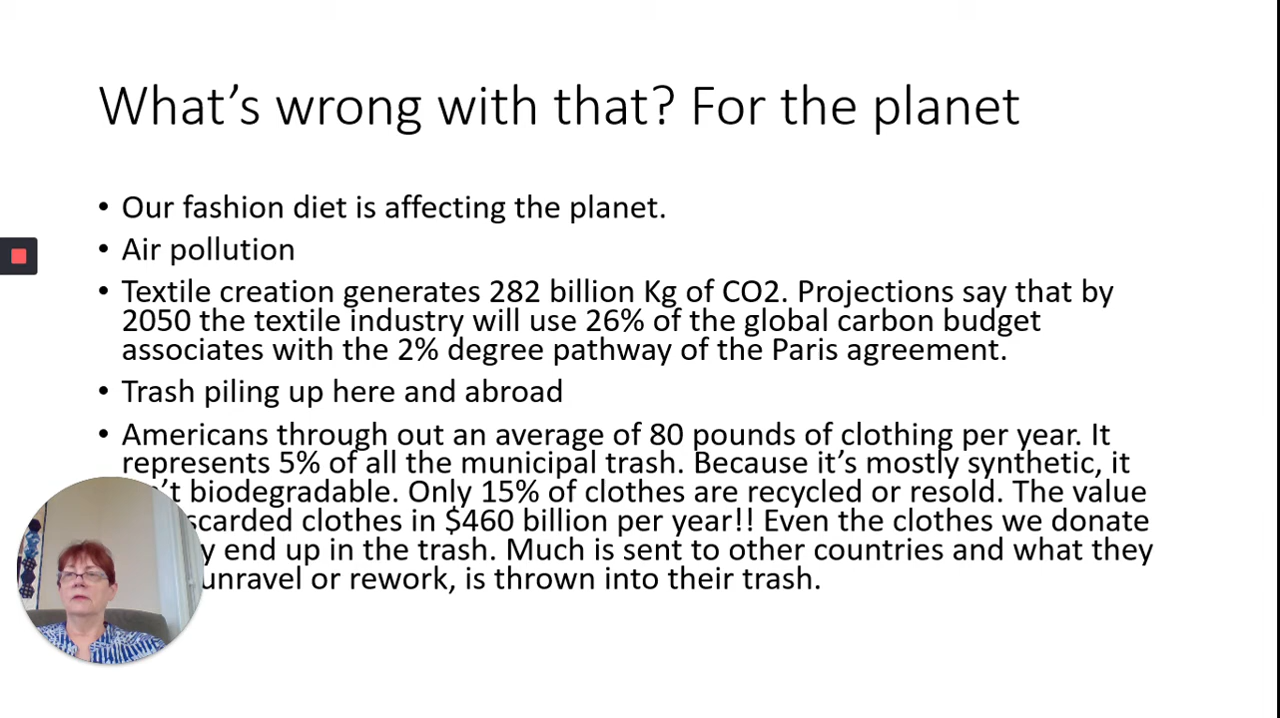 What's wrong with that? For the planet
• Our fashion diet is affecting the planet.
• Air pollution
• Textile creation generates 282 billion Kg of CO2. Projections say that by
2050 the textile industry will use 26% of the global carbon budget
associates with the 2% degree pathway of the Paris agreement.
• Trash piling up here and abroad
• Americans through out an average of 80 pounds of clothing per year. It
represents 5% of all the municipal trash. Because it's mostly synthetic, it
biodegradable. Only 15% of clothes are recycled or resold. The value
clothes in $460 billion per year!! Even the clothes we donate
end up in the trash. Much is sent to other countries and what they
unravel or rework, is thrown into their trash.